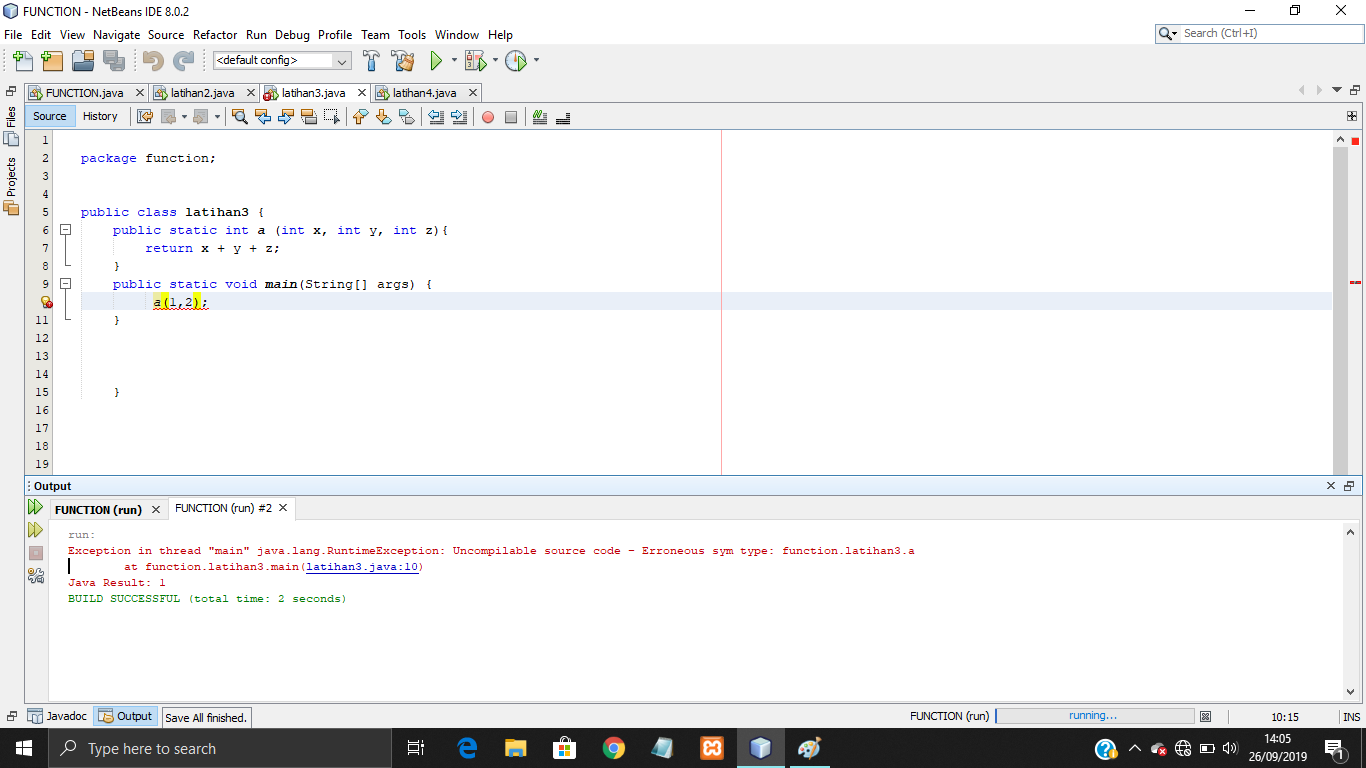 FUNCTION - NetBeans IDE 8.0.2
File Edit View Navigate Source Refactor Run Debug Profile Team Tools Window Help
Search (Ctrl+I)
<default config>
FUNCTION.java latihan2.java latihan3.java latihan4.java
Files
Projects
Source History
1
2 package function;
3
4
5 public class latihan3 {
6 public static int a (int x, int y, int z){
7 return x + y + z;
8 }
9 public static void main(String[] args) {
a(1,2);
11 }
12
13
14
15 }
16
17
18
19
Output
FUNCTION (run) FUNCTION (run) #2
run:
Exception in thread "main" java.lang.RuntimeException: Uncompilable source code - Erroneous sym type: function.latihan3.a
at function.latihan3.main(latihan3.java:10)
Java Result: 1
BUILD SUCCESSFUL (total time: 2 seconds)
Javadoc Output Save All finished. FUNCTION (run) running... 10:15 INS
Type here to search
14:05
26/09/2019
1